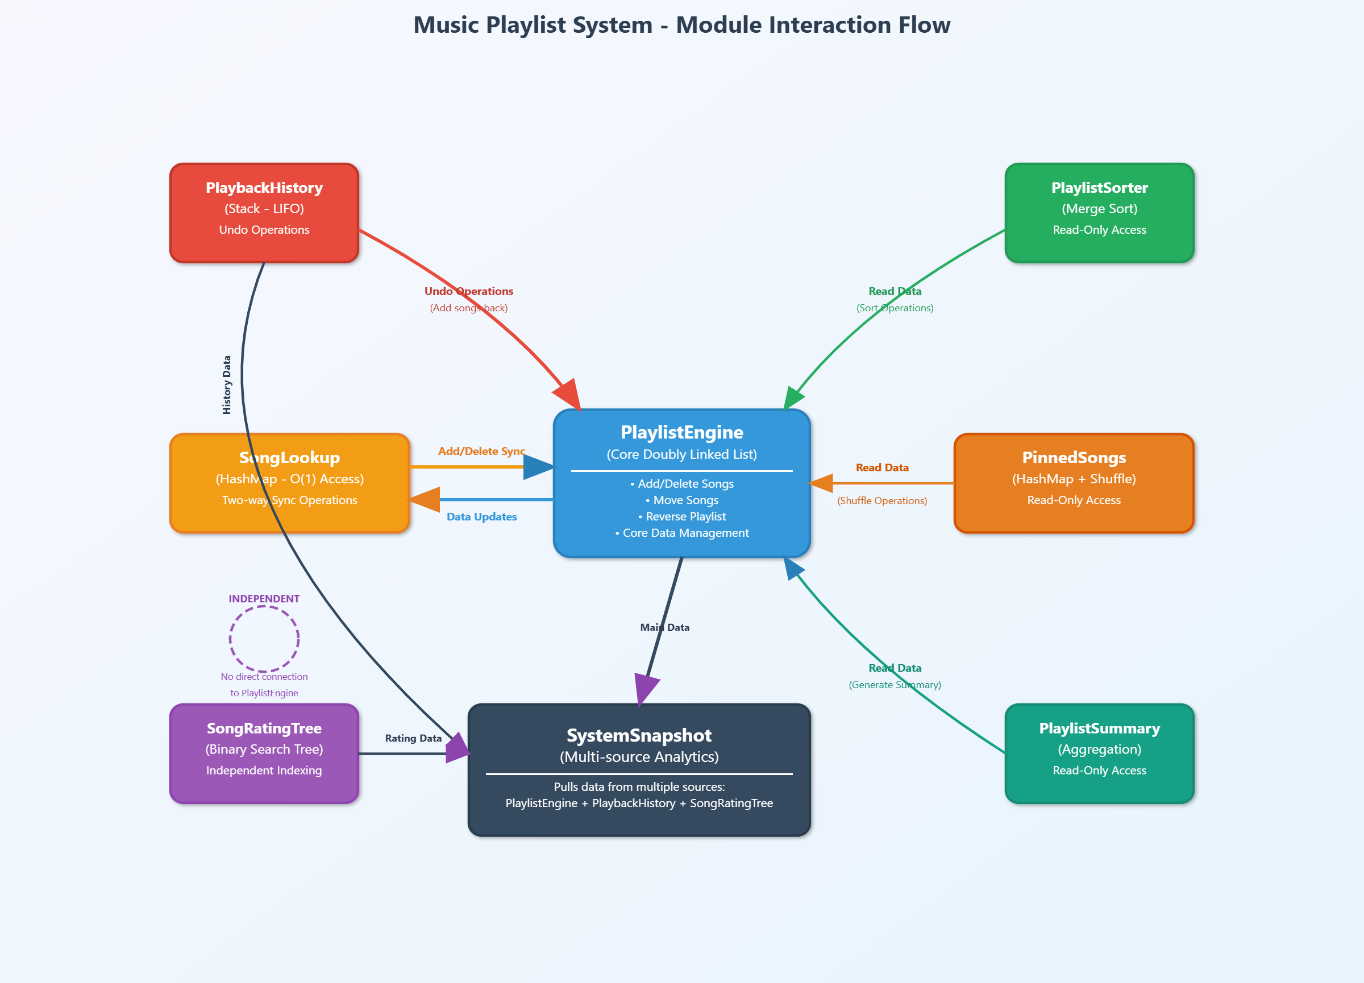 Music Playlist System - Module Interaction Flow
PlaybackHistory
(Stack - LIFO)
Undo Operations
PlaylistSorter
(Merge Sort)
Read-Only Access
Undo Operations
(Add songs back)
Read Data
(Sort Operations)
History Data
SongLookup
(HashMap - O(1) Access)
Two-way Sync Operations
Add/Delete Sync
Data Updates
PlaylistEngine
(Core Doubly Linked List)
• Add/Delete Songs
• Move Songs
• Reverse Playlist
• Core Data Management
Read Data
(Shuffle Operations)
PinnedSongs
(HashMap + Shuffle)
Read-Only Access
INDEPENDENT
No direct connection
to PlaylistEngine
Main Data
Read Data
(Generate Summary)
SongRatingTree
(Binary Search Tree)
Independent Indexing
Rating Data
SystemSnapshot
(Multi-source Analytics)
Pulls data from multiple sources:
PlaylistEngine + PlaybackHistory + SongRatingTree
PlaylistSummary
(Aggregation)
Read-Only Access